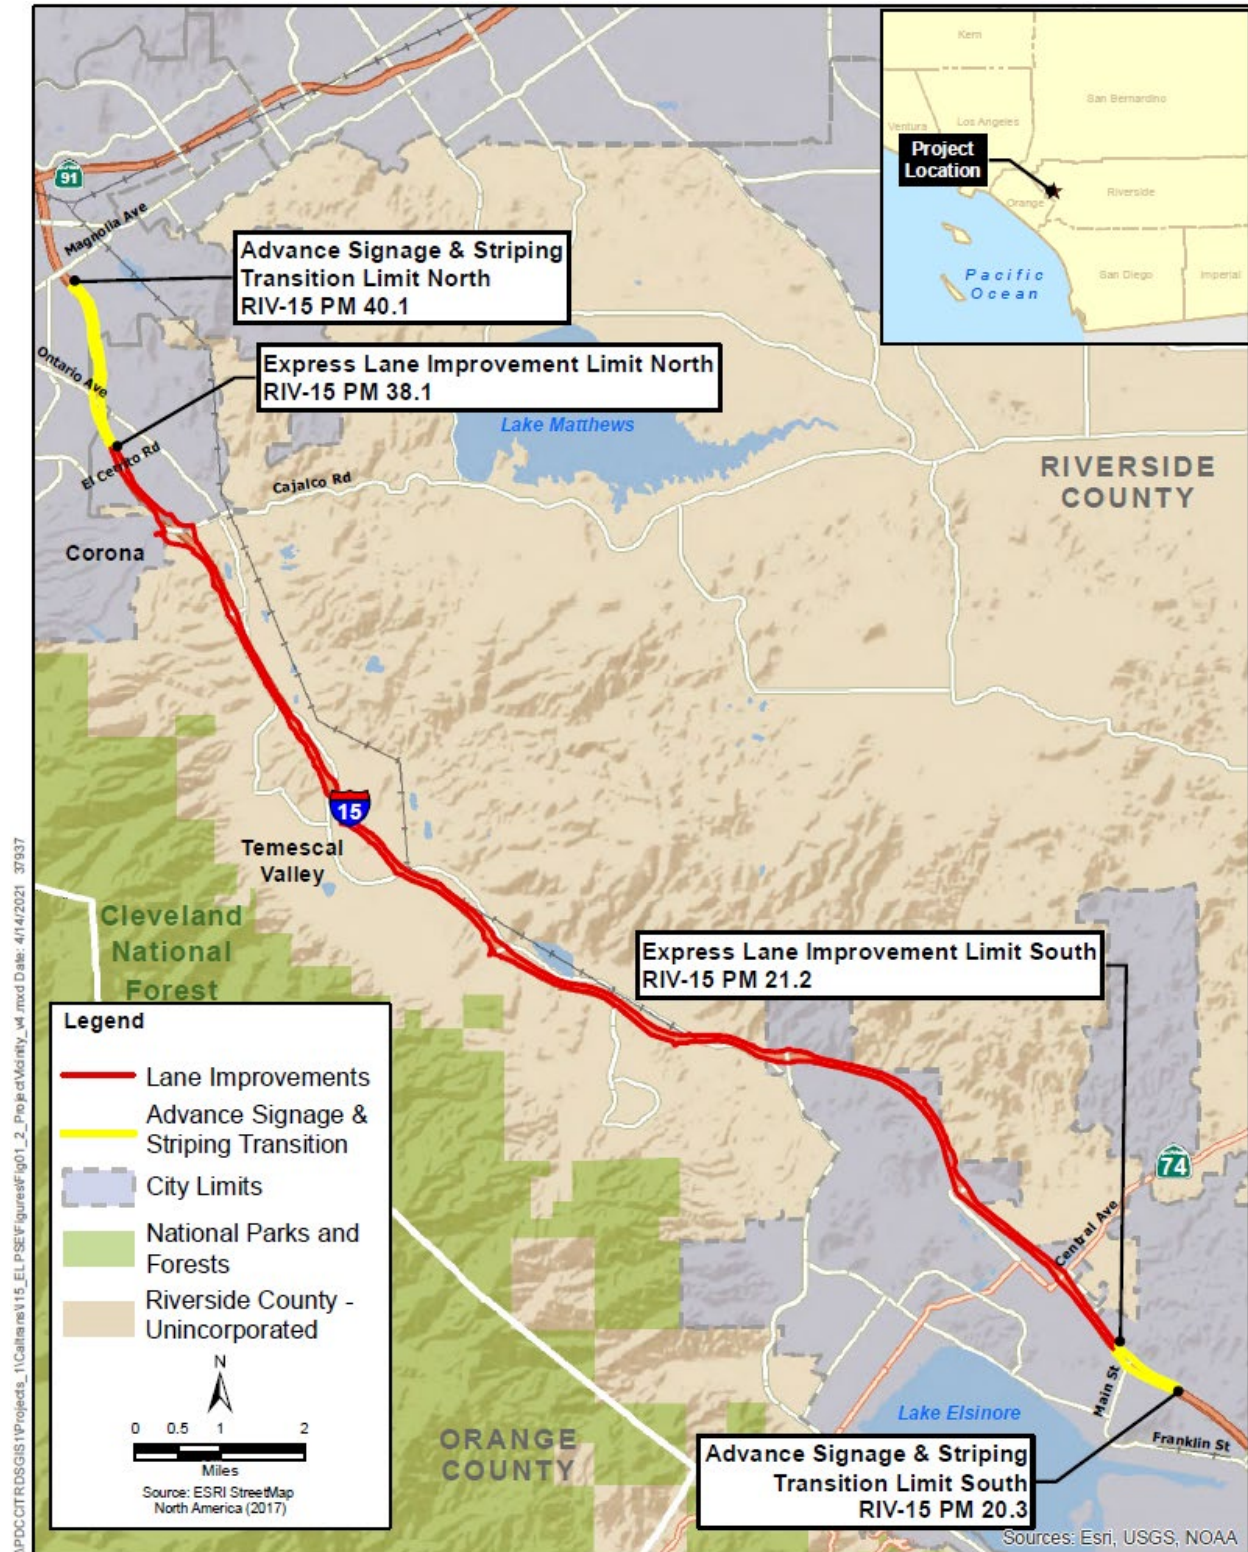 Kern
San Bernardino
Ventura
Los Angeles
Project
Location
Orange
Riverside
San Diego
Imperial
Pacific
Ocean
91
Magnolia Ave
Advance Signage & Striping
Transition Limit North
RIV-15 PM 40.1
Ontario Ave
Express Lane Improvement Limit North
RIV-15 PM 38.1
Lake Matthews
El Cerrito Rd
Cajalco Rd
RIVERSIDE
COUNTY
Corona
15
Temescal
Valley
Cleveland
National
Forest
Express Lane Improvement Limit South
RIV-15 PM 21.2
74
Central Ave
Main St
Lake Elsinore
Franklin St
ORANGE
COUNTY
Advance Signage & Striping
Transition Limit South
RIV-15 PM 20.3
Legend
Lane Improvements
Advance Signage &
Striping Transition
City Limits
National Parks and
Forests
Riverside County -
Unincorporated
N
0 0.5 1 2
Miles
Source: ESRI StreetMap
North America (2017)
Sources: Esri, USGS, NOAA
Date: 4/14/2021 37937